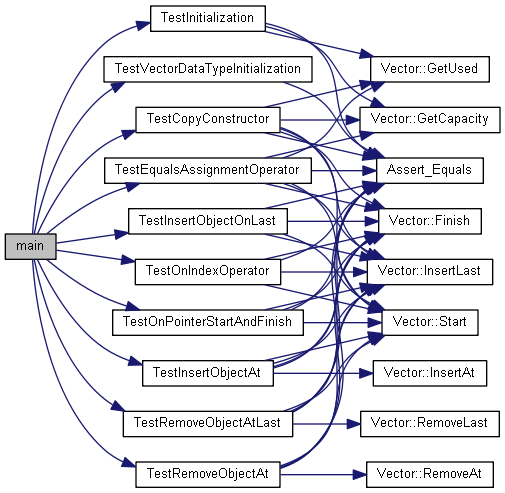 main
TestInitialization
TestVectorDataTypeInitialization
TestCopyConstructor
TestEqualsAssignmentOperator
TestInsertObjectOnLast
TestOnIndexOperator
TestOnPointerStartAndFinish
TestInsertObjectAt
TestRemoveObjectAtLast
TestRemoveObjectAt
Vector::GetUsed
Vector::GetCapacity
Assert_Equals
Vector::Finish
Vector::InsertLast
Vector::Start
Vector::InsertAt
Vector::RemoveLast
Vector::RemoveAt